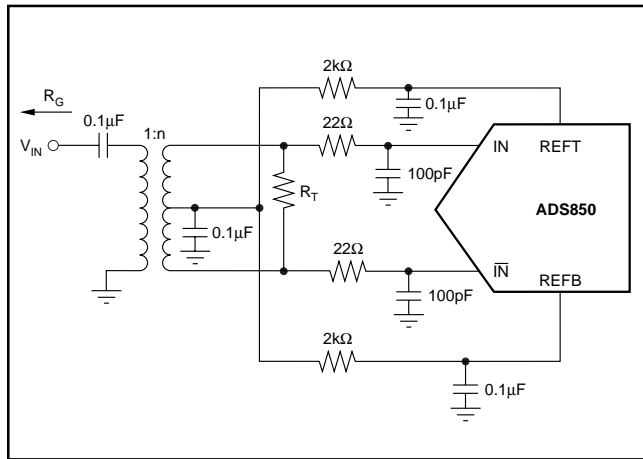 2kΩ
R_G
0.1µF
0.1µF
1:n
22Ω
V_IN
IN
REFT
100pF
R_T
ADS850
0.1µF
22Ω
I̅N̅
REFB
100pF
2kΩ
0.1µF